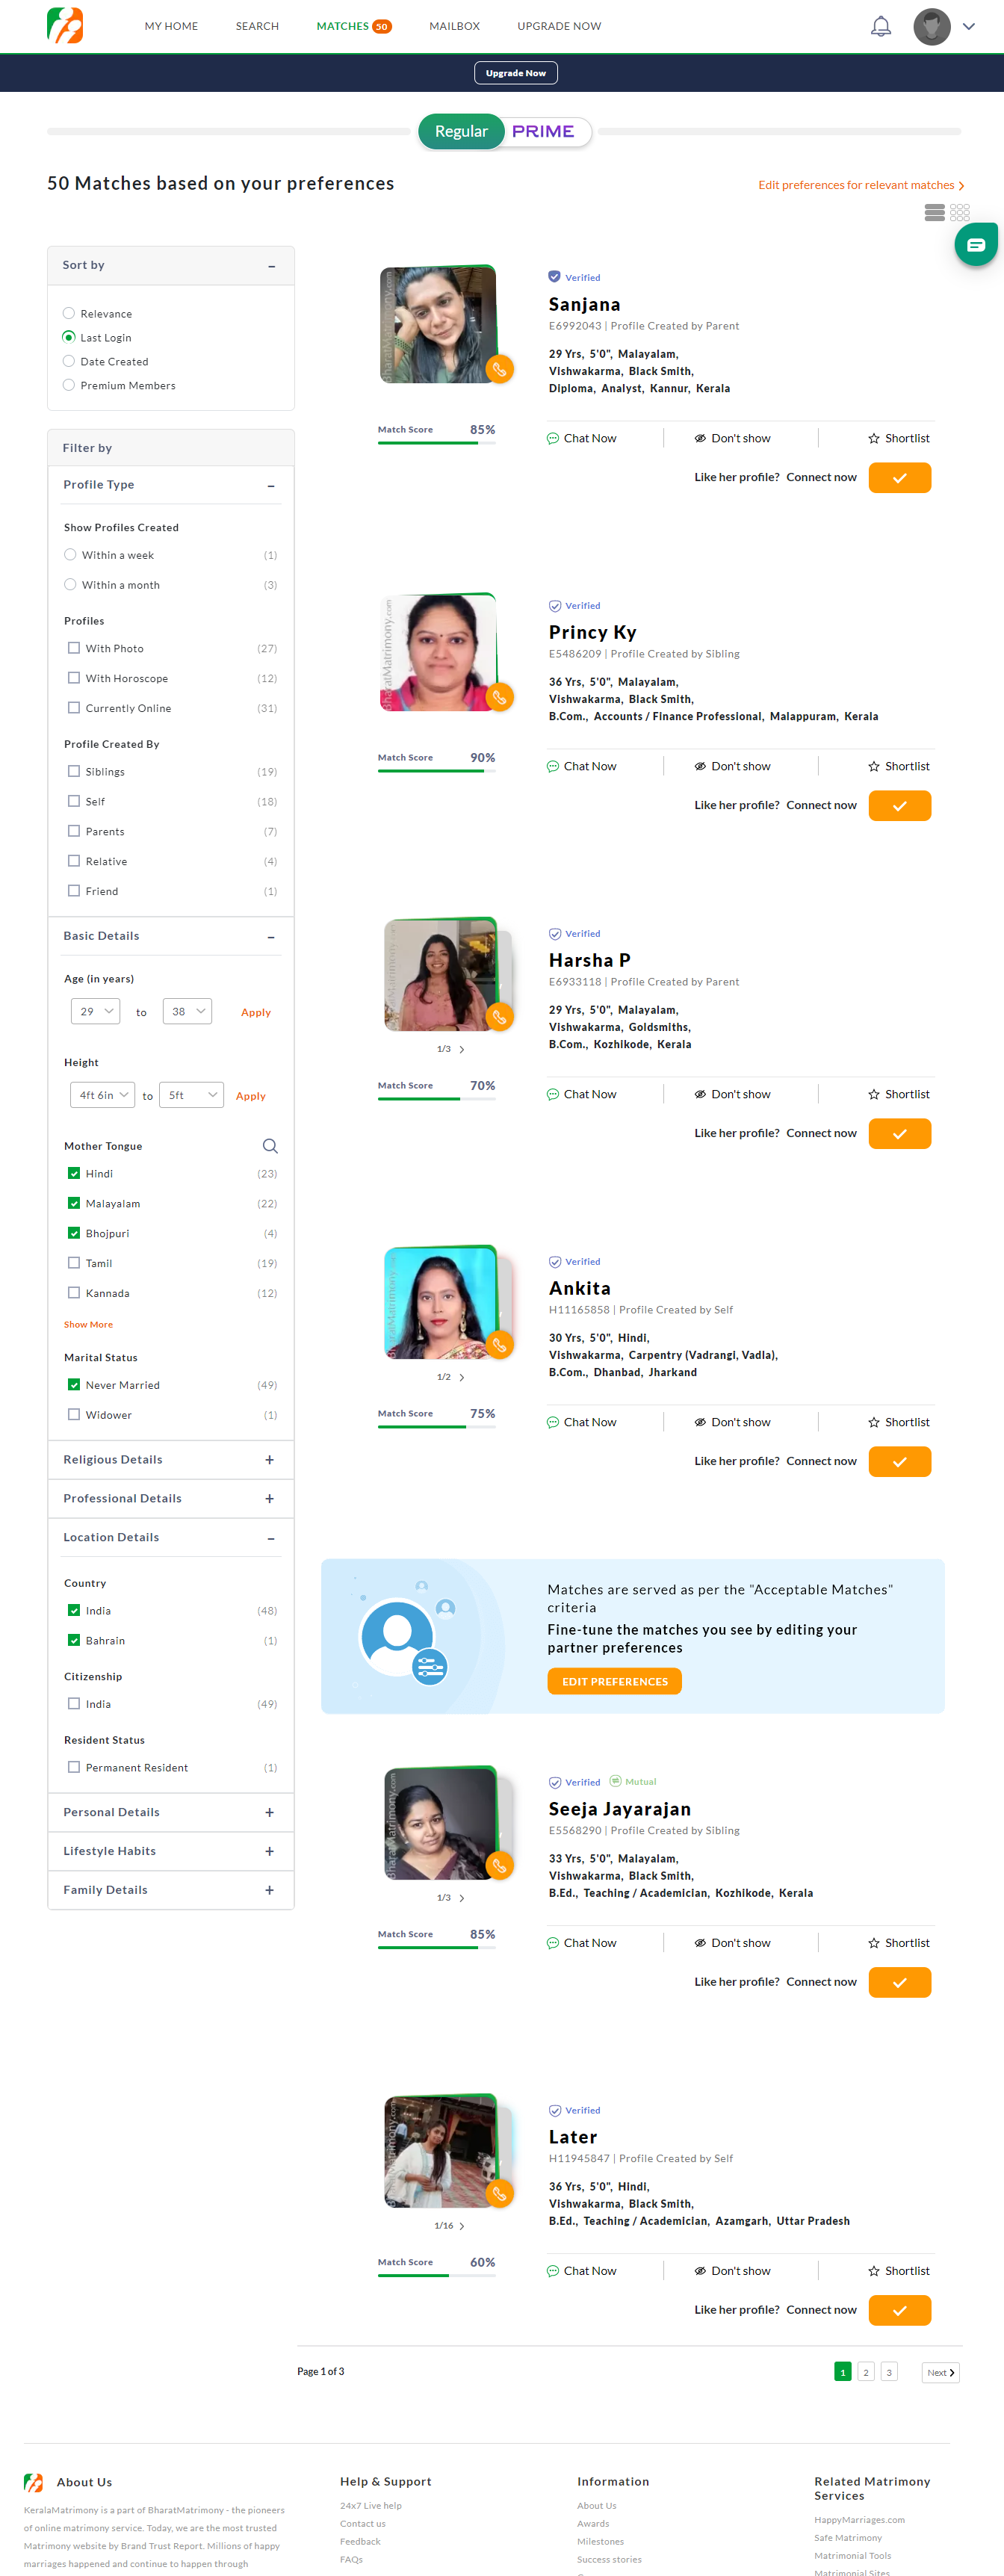 MY HOME SEARCH MATCHES 50 MAILBOX UPGRADE NOW
Upgrade Now
Regular PRIME
50 Matches based on your preferences
Edit preferences for relevant matches
Sort by
Relevance
Last Login
Date Created
Premium Members
Filter by
Profile Type
Show Profiles Created
Within a week (1)
Within a month (3)
Profiles
With Photo (27)
With Horoscope (12)
Currently Online (31)
Profile Created By
Siblings (19)
Self (18)
Parents (7)
Relative (4)
Friend (1)
Basic Details
Age (in years)
29 to 38 Apply
Height
4ft 6in to 5ft Apply
Mother Tongue
Hindi (23)
Malayalam (22)
Bhojpuri (4)
Tamil (19)
Kannada (12)
Show More
Marital Status
Never Married (49)
Widower (1)
Religious Details +
Professional Details +
Location Details
Country
India (48)
Bahrain (1)
Citizenship
India (49)
Resident Status
Permanent Resident (1)
Personal Details +
Lifestyle Habits +
Family Details +
Verified
Sanjana
E6992043 | Profile Created by Parent
29 Yrs, 5'0", Malayalam,
Vishwakarma, Black Smith,
Diploma, Analyst, Kannur, Kerala
Match Score 85%
Chat Now Don't show Shortlist
Like her profile? Connect now
BharatMatrimony.com
Verified
Princy Ky
E5486209 | Profile Created by Sibling
36 Yrs, 5'0", Malayalam,
Vishwakarma, Black Smith,
B.Com., Accounts / Finance Professional, Malappuram, Kerala
Match Score 90%
Chat Now Don't show Shortlist
Like her profile? Connect now
Verified
Harsha P
E6933118 | Profile Created by Parent
29 Yrs, 5'0", Malayalam,
Vishwakarma, Goldsmiths,
B.Com., Kozhikode, Kerala
1/3
Match Score 70%
Chat Now Don't show Shortlist
Like her profile? Connect now
Verified
Ankita
H11165858 | Profile Created by Self
30 Yrs, 5'0", Hindi,
Vishwakarma, Carpentry (Vadrangi, Vadla),
B.Com., Dhanbad, Jharkand
1/2
Match Score 75%
Chat Now Don't show Shortlist
Like her profile? Connect now
Matches are served as per the "Acceptable Matches"
criteria
Fine-tune the matches you see by editing your
partner preferences
EDIT PREFERENCES
Verified Mutual
Seeja Jayarajan
E5568290 | Profile Created by Sibling
33 Yrs, 5'0", Malayalam,
Vishwakarma, Black Smith,
B.Ed., Teaching / Academician, Kozhikode, Kerala
1/3
Match Score 85%
Chat Now Don't show Shortlist
Like her profile? Connect now
Verified
Later
H11945847 | Profile Created by Self
36 Yrs, 5'0", Hindi,
Vishwakarma, Black Smith,
B.Ed., Teaching / Academician, Azamgarh, Uttar Pradesh
1/16
Match Score 60%
Chat Now Don't show Shortlist
Like her profile? Connect now
Page 1 of 3
1 2 3 Next
About Us
KeralaMatrimony is a part of BharatMatrimony - the pioneers
of online matrimony service. Today, we are the most trusted
Matrimony website by Brand Trust Report. Millions of happy
marriages happened and continue to happen through
Help & Support
24x7 Live help
Contact us
Feedback
FAQs
Information
About Us
Awards
Milestones
Success stories
Related Matrimony
Services
HappyMarriages.com
Safe Matrimony
Matrimonial Tools
Matrimonial Sites